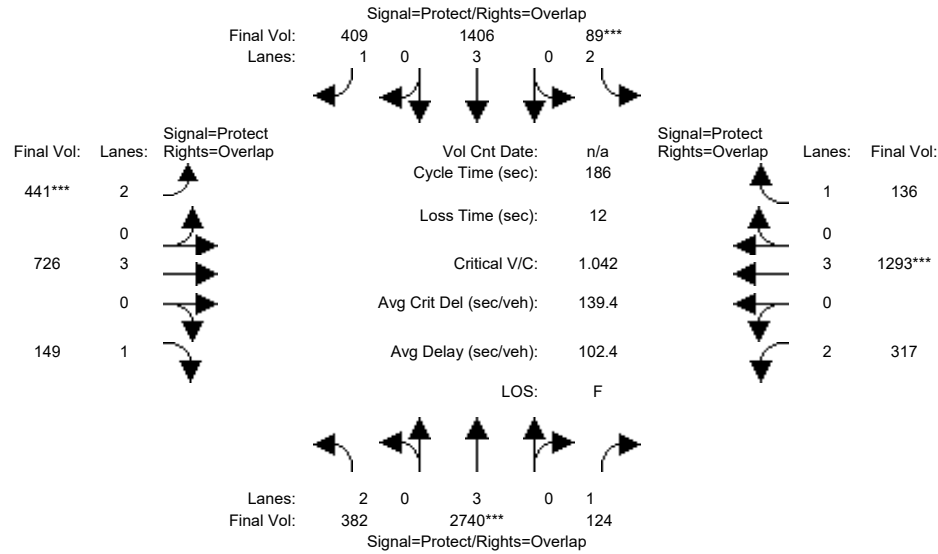 Signal=Protect/Rights=Overlap
Final Vol: 409 1406 89***
Lanes: 1 0 3 0 2
Signal=Protect
Final Vol: Lanes: Rights=Overlap
Vol Cnt Date: n/a
Signal=Protect
Rights=Overlap Lanes: Final Vol:
Cycle Time (sec): 186
441*** 2
1 136
Loss Time (sec): 12
0
0
726 3
Critical V/C: 1.042
3 1293***
0
Avg Crit Del (sec/veh): 139.4
0
149 1
Avg Delay (sec/veh): 102.4
2 317
LOS: F
Lanes: 2 0 3 0 1
Final Vol: 382 2740*** 124
Signal=Protect/Rights=Overlap